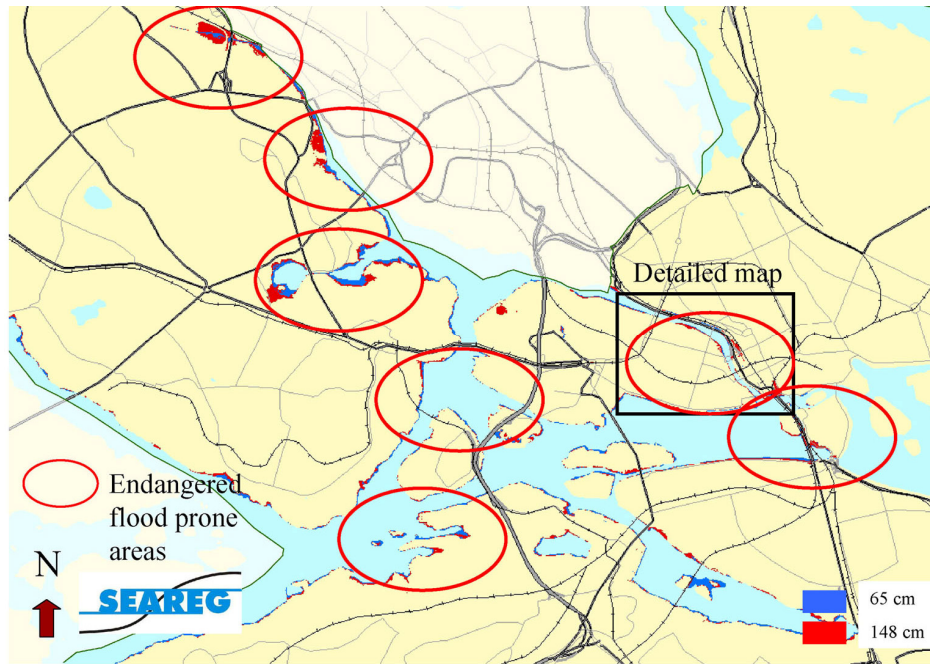 Detailed map
Endangered
flood prone
areas
N
SEAREG
65 cm
148 cm